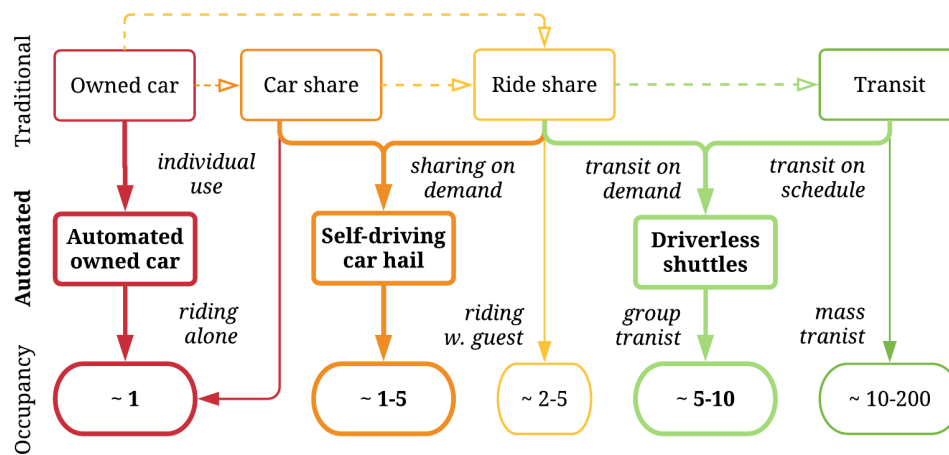 Traditional
Owned car
Car share
Ride share
Transit
individual
use
sharing on
demand
transit on
demand
transit on
schedule
Automated
Automated
owned car
Self-driving
car hail
Driverless
shuttles
riding
alone
riding
w. guest
group
tranist
mass
tranist
Occupancy
~ 1
~ 1-5
~ 2-5
~ 5-10
~ 10-200